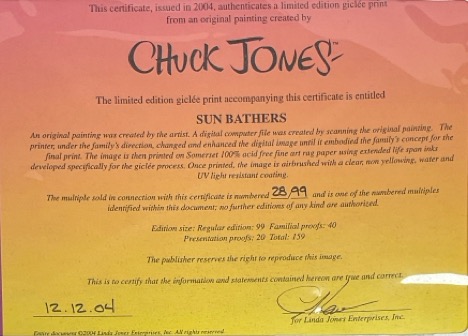 This certificate, issued in 2004, authenticates a limited edition giclée print
from an original painting created by
CHUCK JONES™
The limited edition giclée print accompanying this certificate is entitled
SUN BATHERS
An original painting was created by the artist. A digital computer file was created by scanning the original painting. The
printer, under the family's direction, changed and enhanced the digital image until it embodied the family's concept for the
final print. The image is then printed on Somerset 100% acid free fine art rag paper using extended life span inks
developed specifically for the giclée process. Once printed, the image is airbrushed with a clear, non yellowing, water and
UV light resistant coating.
The multiple sold in connection with this certificate is numbered 28/99 and is one of the numbered multiples
identified within this document; no further editions of any kind are authorized.
Edition size: Regular edition: 99 Familial proofs: 40
Presentation proofs: 20 Total: 159
The publisher reserves the right to reproduce this image.
This is to certify that the information and statements contained hereon are true and correct.
12.12.04
for Linda Jones Enterprises, Inc.
Entire document ©2004 Linda Jones Enterprises, Inc. All rights reserved